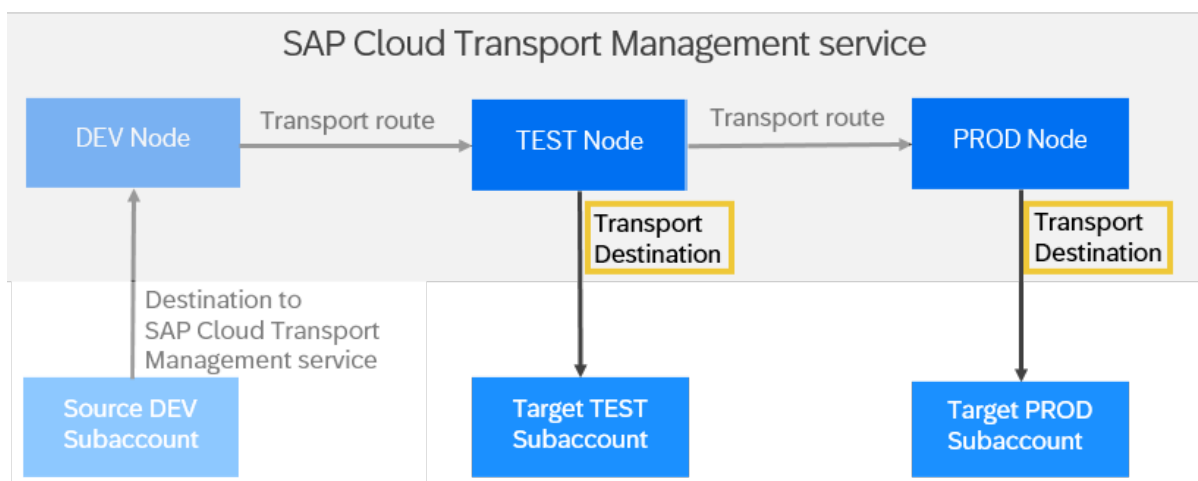 SAP Cloud Transport Management service
DEV Node
Transport route
TEST Node
Transport route
PROD Node
Transport
Destination
Transport
Destination
Destination to
SAP Cloud Transport
Management service
Source DEV
Subaccount
Target TEST
Subaccount
Target PROD
Subaccount